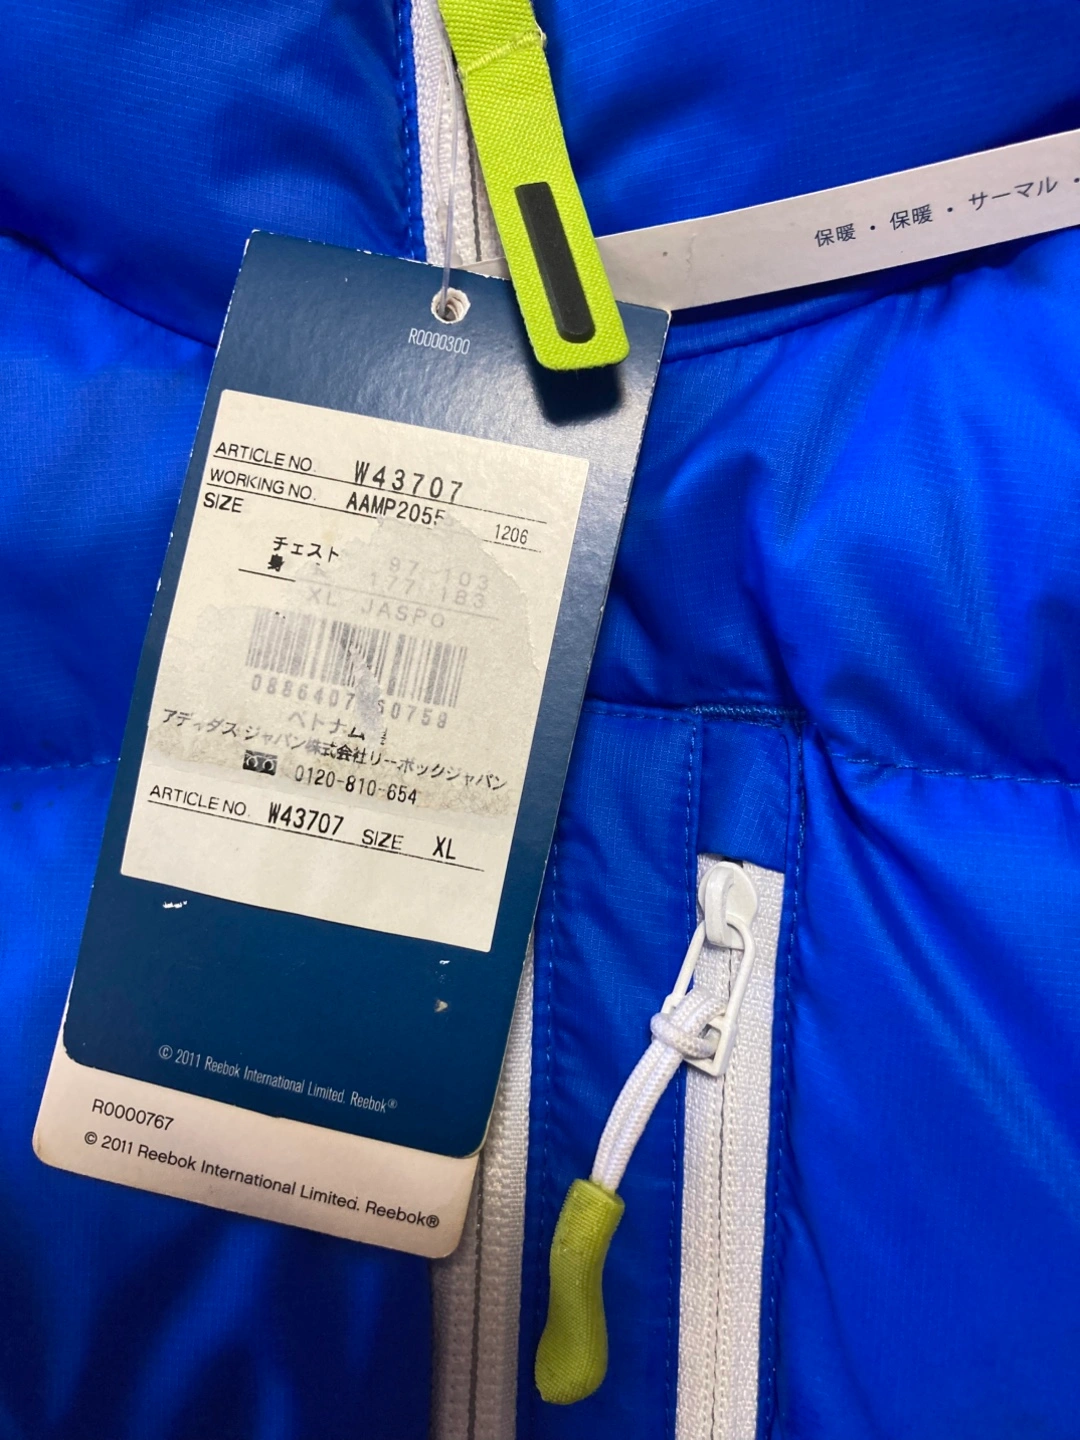 保暖・保暖・サーマル・
R0000300
ARTICLE NO. W43707
WORKING NO. AAMP2055
SIZE 1206
チェスト 97 103
身 177 183
XL JASPO
ベトナム
アディダス ジャパン株式会社リーボックジャパン
0120-810-654
ARTICLE NO. W43707 SIZE XL
© 2011 Reebok International Limited. Reebok®
R0000767
© 2011 Reebok International Limited. Reebok®